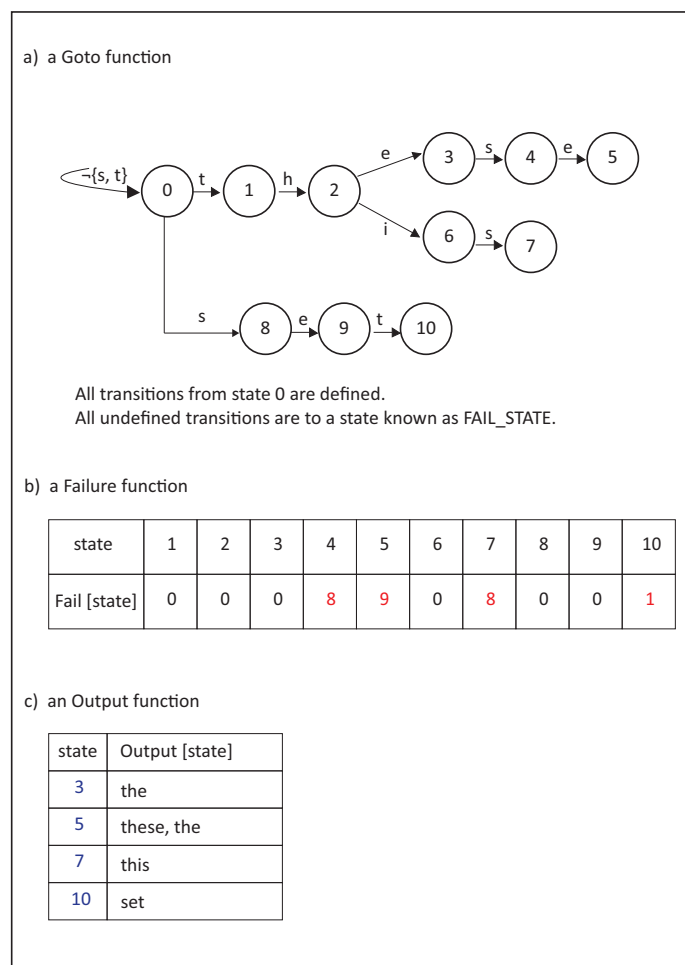 a) a Goto function
¬{s, t}
0
t
1
h
2
e
3
s
4
e
5
i
6
s
7
s
8
e
9
t
10
All transitions from state 0 are defined.
All undefined transitions are to a state known as FAIL_STATE.
b) a Failure function
state 1 2 3 4 5 6 7 8 9 10
Fail [state] 0 0 0 8 9 0 8 0 0 1
c) an Output function
state Output [state]
3 the
5 these, the
7 this
10 set